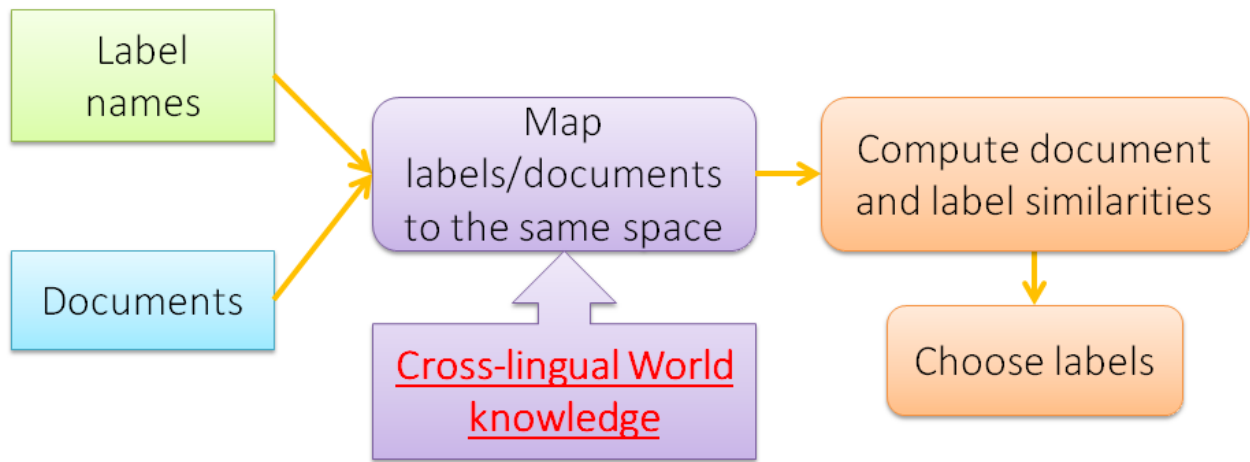 Label
names
Documents
Map
labels/documents
to the same space
Cross-lingual World
knowledge
Compute document
and label similarities
Choose labels